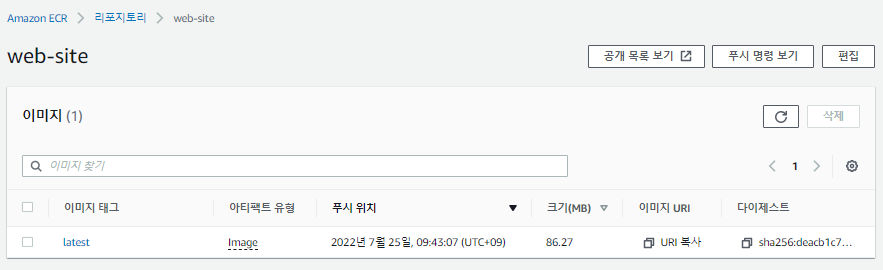 Amazon ECR > 리포지토리 > web-site
web-site
공개 목록 보기 푸시 명령 보기 편집
이미지 (1)
삭제
이미지 찾기
1
이미지 태그 아티팩트 유형 푸시 위치 크기(MB) 이미지 URI 다이제스트
latest Image 2022년 7월 25일, 09:43:07 (UTC+09) 86.27 URI 복사 sha256:deacb1c7...